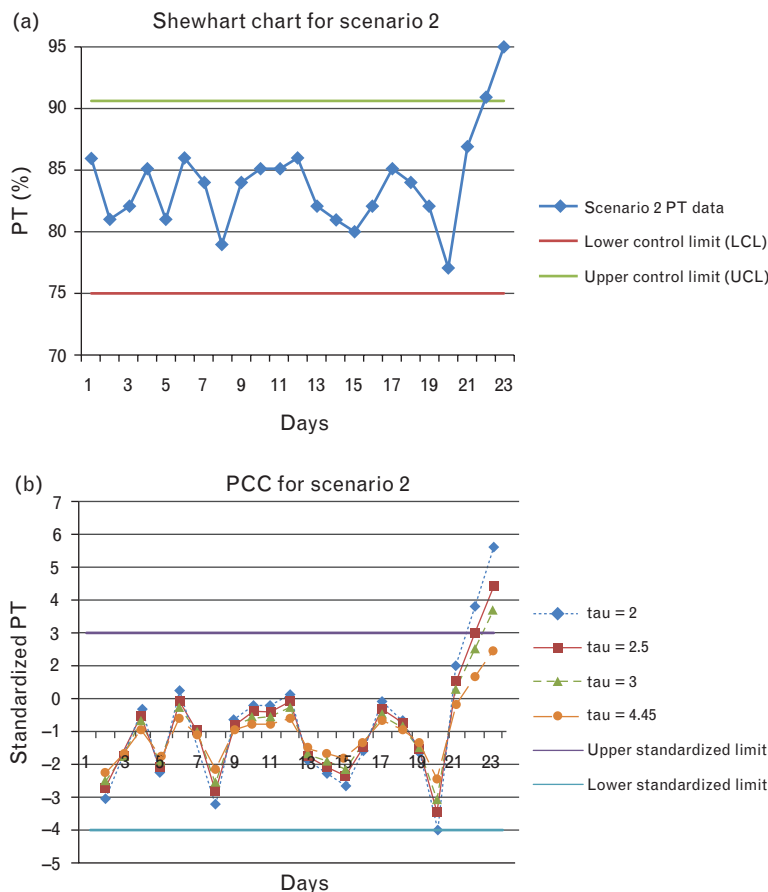 (a)
Shewhart chart for scenario 2
95
90
85
80
75
70
PT (%)
1 3 5 7 9 11 13 15 17 19 21 23
Days
Scenario 2 PT data
Lower control limit (LCL)
Upper control limit (UCL)
(b)
PCC for scenario 2
7
6
5
4
3
2
0
–1
–2
–3
–4
–5
Standardized PT
1 3 5 7 9 11 13 15 17 19 21 23
Days
tau = 2
tau = 2.5
tau = 3
tau = 4.45
Upper standardized limit
Lower standardized limit